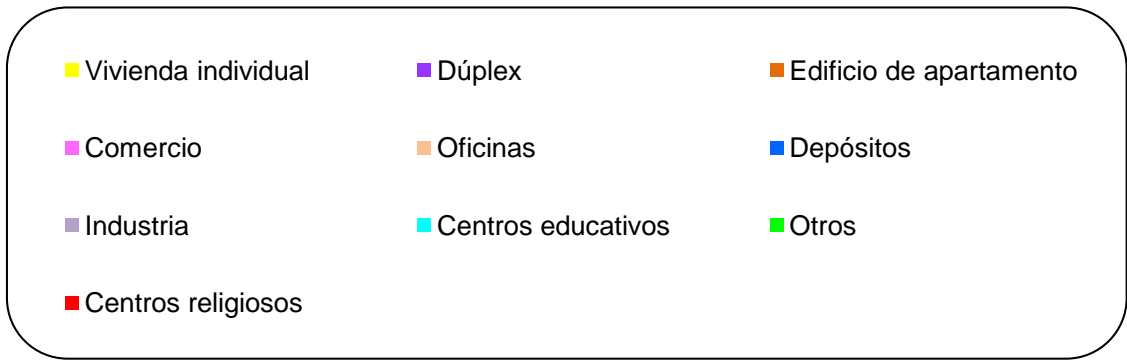 Vivienda individual Dúplex Edificio de apartamento
Comercio Oficinas Depósitos
Industria Centros educativos Otros
Centros religiosos